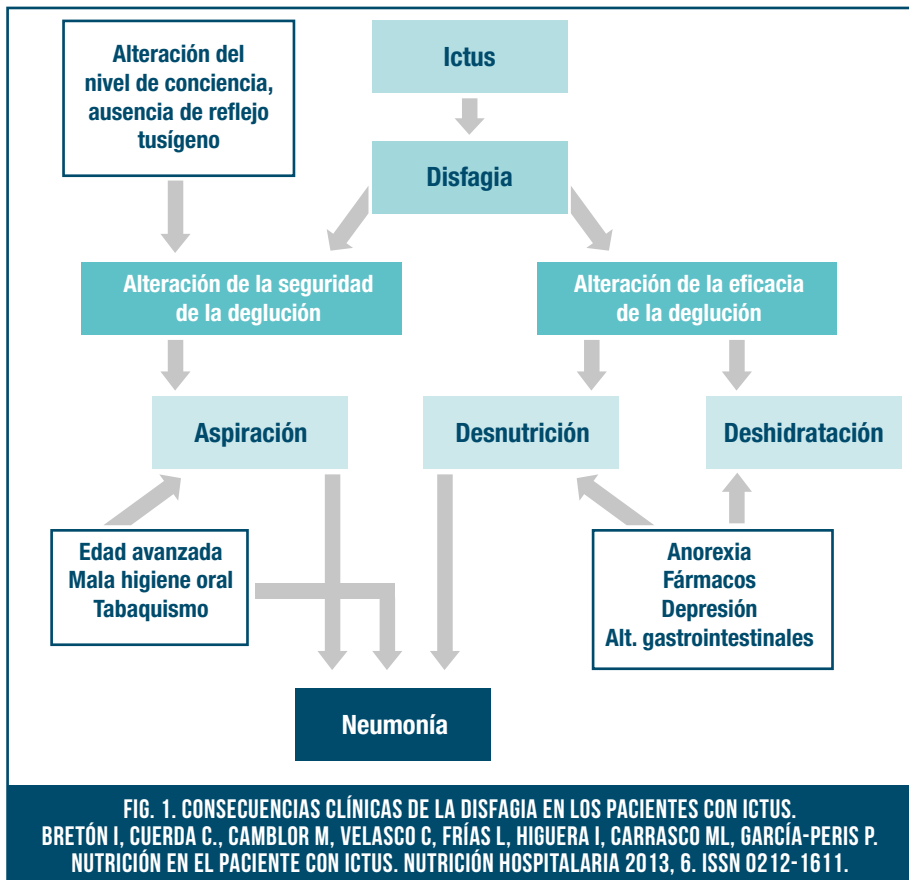 Alteración del
nivel de conciencia,
ausencia de reflejo
tusígeno
Ictus
Disfagia
Alteración de la seguridad
de la deglución
Alteración de la eficacia
de la deglución
Aspiración
Desnutrición
Deshidratación
Edad avanzada
Mala higiene oral
Tabaquismo
Anorexia
Fármacos
Depresión
Alt. gastrointestinales
Neumonía
FIG. 1. CONSECUENCIAS CLÍNICAS DE LA DISFAGIA EN LOS PACIENTES CON ICTUS.
BRETÓN I, CUERDA C., CAMBLOR M, VELASCO C, FRÍAS L, HIGUERA I, CARRASCO ML, GARCÍA-PERIS P.
NUTRICIÓN EN EL PACIENTE CON ICTUS. NUTRICIÓN HOSPITALARIA 2013, 6. ISSN 0212-1611.